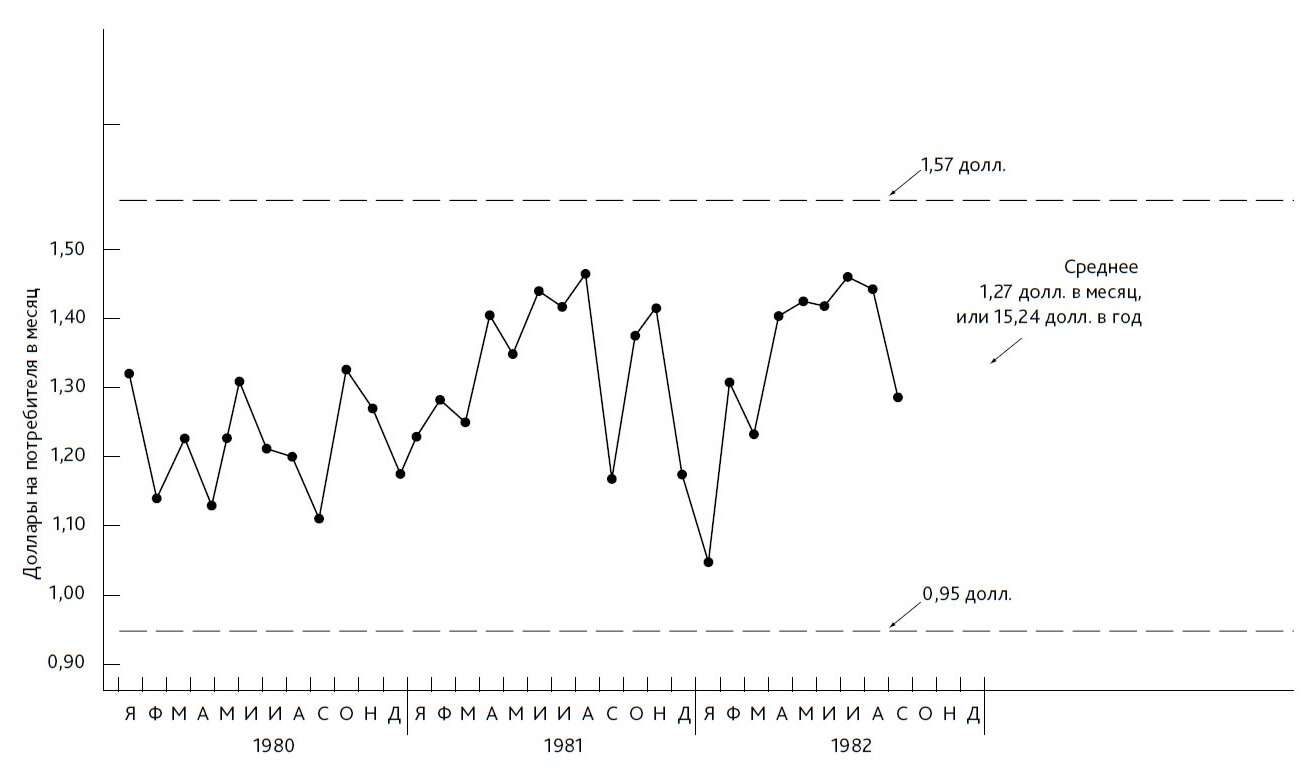 1,57 долл.
1,50
Среднее
1,27 долл. в месяц,
или 15,24 долл. в год
1,40
1,30
1,20
1,10
1,00
0,90
Доллары на потребителя в месяц
0,95 долл.
Я Ф М А М И И А С О Н Д Я Ф М А М И И А С О Н Д Я Ф М А М И И А С О Н Д
1980 1981 1982